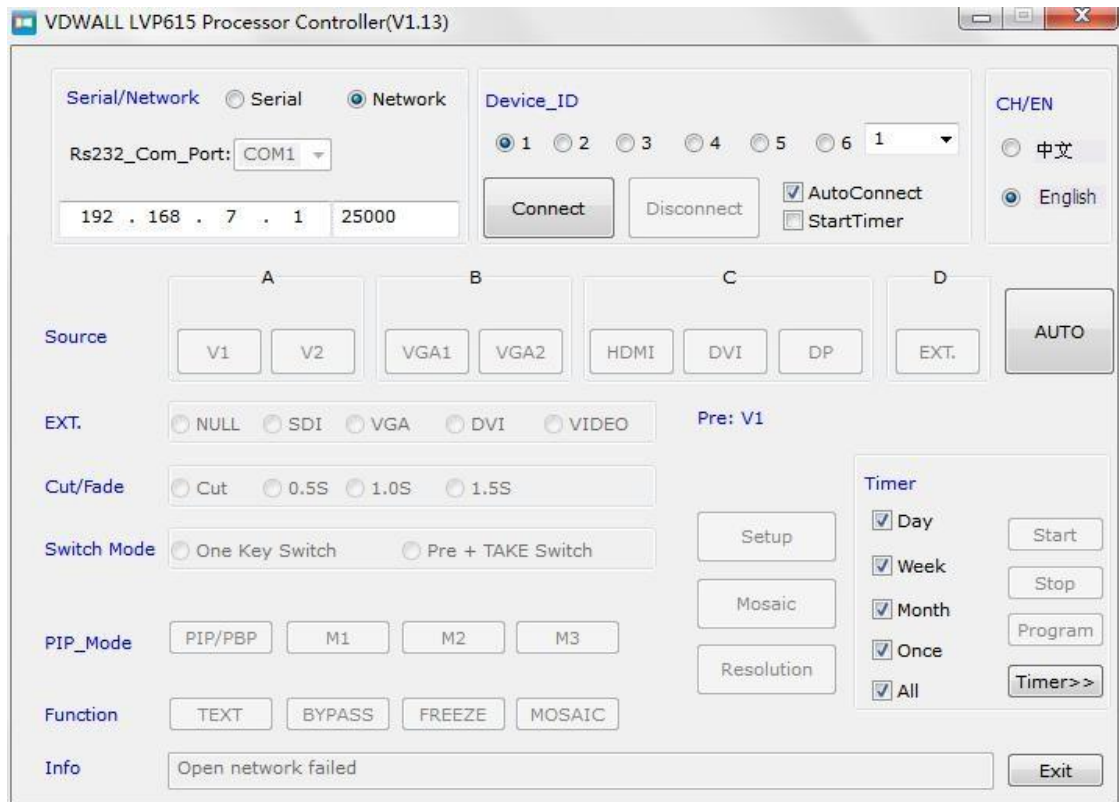 VDWALL LVP615 Processor Controller(V1.13)
Serial/Network Serial Network
Rs232_Com_Port: COM1
192 . 168 . 7 . 1 25000
Device_ID
1 2 3 4 5 6 1
Connect Disconnect
AutoConnect
StartTimer
CH/EN
中文
English
A B C D
Source V1 V2 VGA1 VGA2 HDMI DVI DP EXT. AUTO
EXT. NULL SDI VGA DVI VIDEO
Pre: V1
Cut/Fade Cut 0.5S 1.0S 1.5S
Switch Mode One Key Switch Pre + TAKE Switch
PIP_Mode PIP/PBP M1 M2 M3
Function TEXT BYPASS FREEZE MOSAIC
Setup
Mosaic
Resolution
Timer
Day
Week
Month
Once
All
Start
Stop
Program
Timer>>
Info Open network failed
Exit